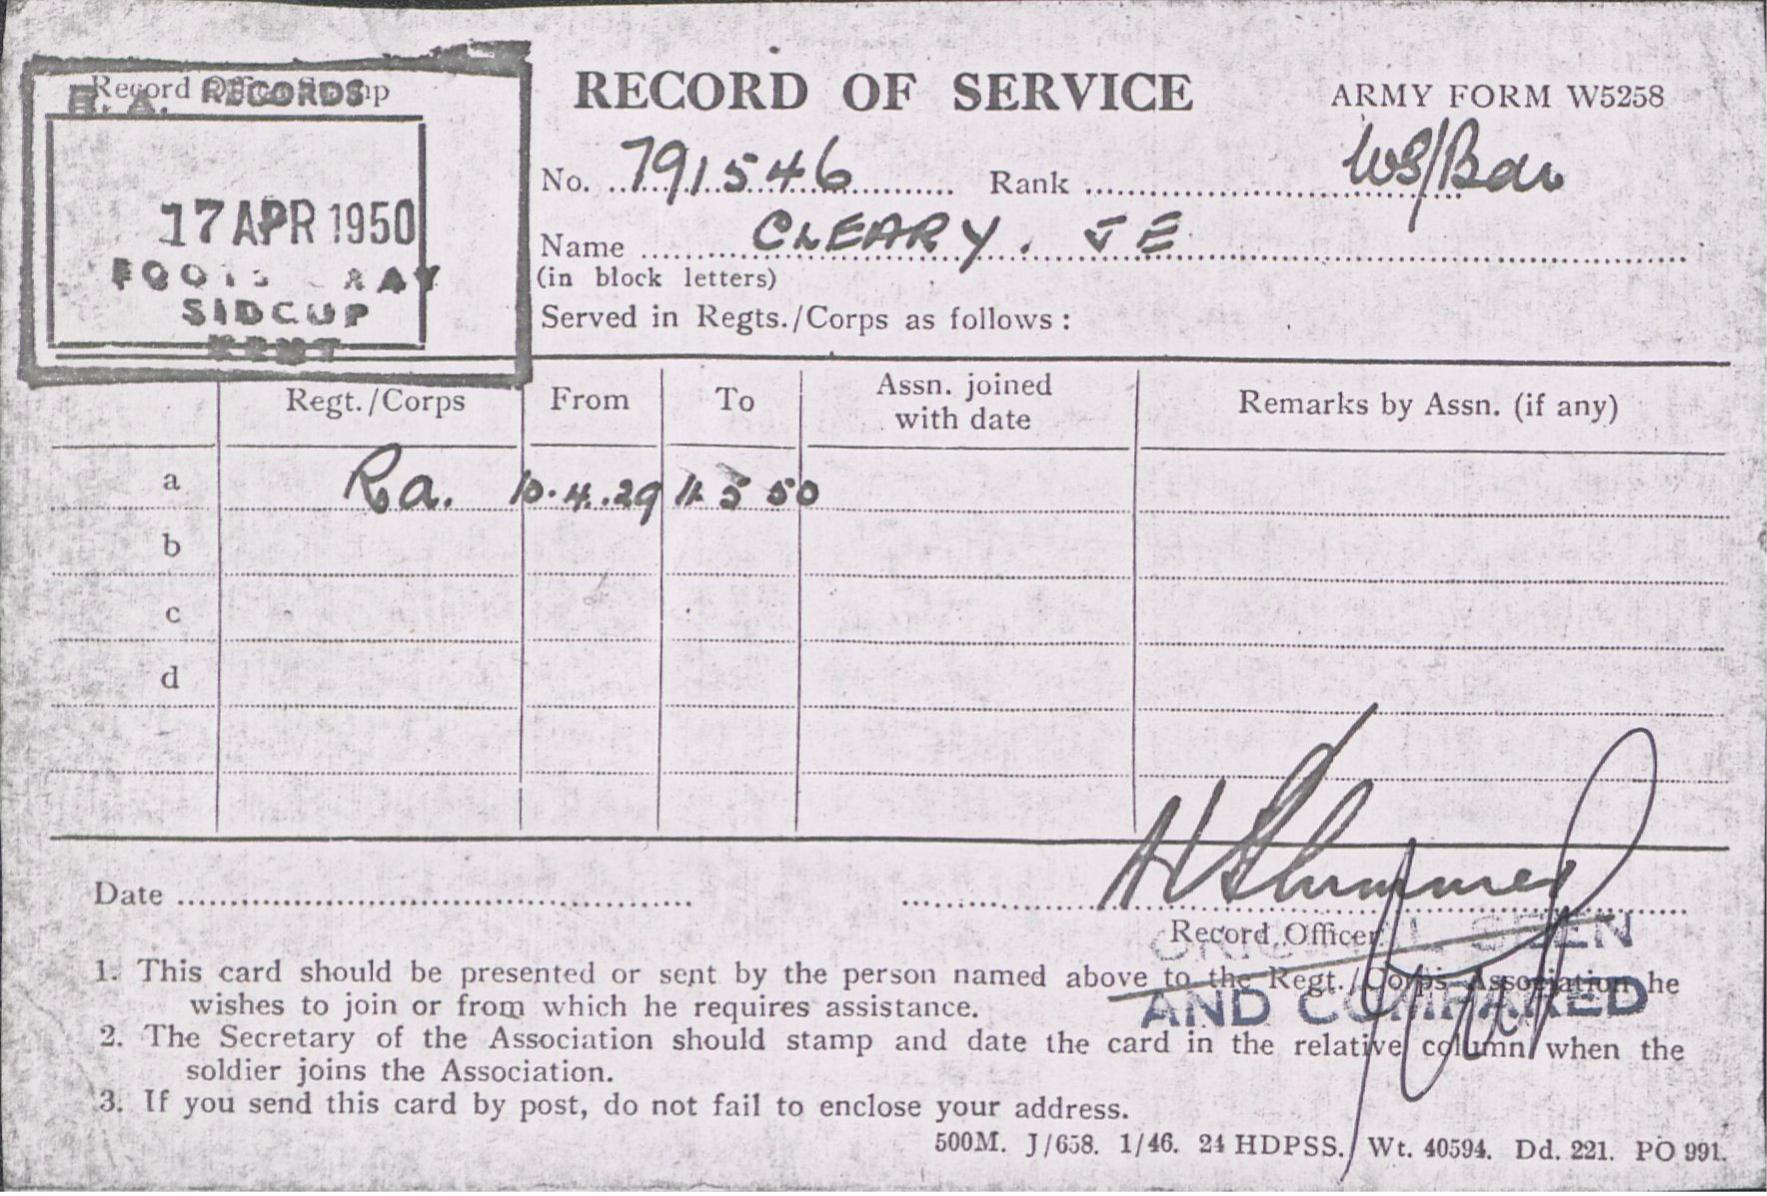 Record Office Stamp
R. A. RECORDS
17 APR 1950
FOOTS CRAY
SIDCUP
KENT
RECORD OF SERVICE
ARMY FORM W5258
No. 791546 Rank WS/Bdr
Name CLEARY. J E
(in block letters)
Served in Regts./Corps as follows :
Regt./Corps From To Assn. joined with date Remarks by Assn. (if any)
a Ra. 10.4.29 11 5 50
b
c
d
Date
Record Officer
ORIGINAL SEEN
AND COMPARED
1. This card should be presented or sent by the person named above to the Regt./Corps Association he
wishes to join or from which he requires assistance.
2. The Secretary of the Association should stamp and date the card in the relative column when the
soldier joins the Association.
3. If you send this card by post, do not fail to enclose your address.
500M. J/658. 1/46. 24 HDPSS. Wt. 40594. Dd. 221. PO 991.